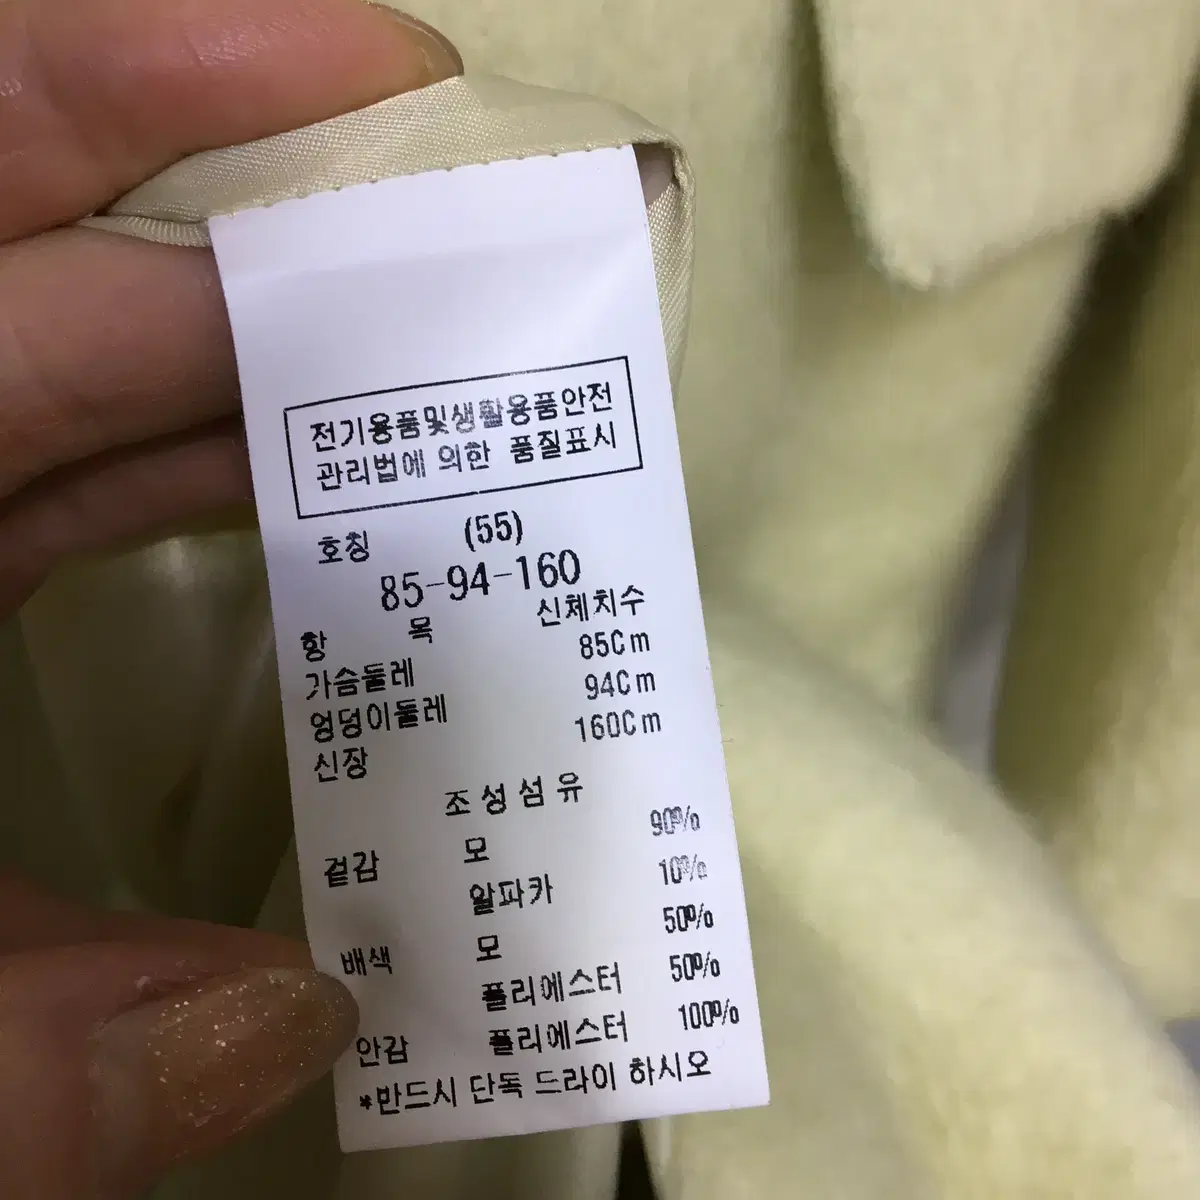 전기용품및생활용품안전
관리법에 의한 품질표시
호칭 (55)
85-94-160
항 목 신체치수
가슴둘레 85Cm
엉덩이둘레 94Cm
신장 160Cm
조성섬유
겉감 모 90%
알파카 10%
배색 모 50%
폴리에스터 50%
안감 폴리에스터 100%
*반드시 단독 드라이 하시오